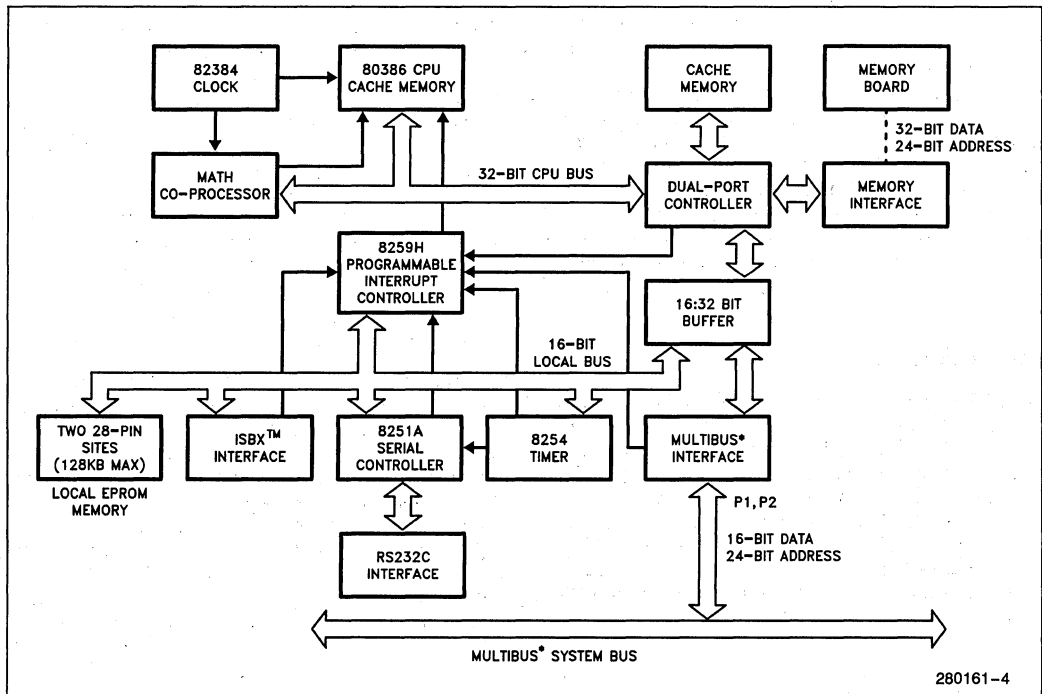 82384
CLOCK
80386 CPU
CACHE MEMORY
CACHE
MEMORY
MEMORY
BOARD
32-BIT DATA
24-BIT ADDRESS
MATH
CO-PROCESSOR
32-BIT CPU BUS
DUAL-PORT
CONTROLLER
MEMORY
INTERFACE
8259H
PROGRAMMABLE
INTERRUPT
CONTROLLER
16:32 BIT
BUFFER
16-BIT
LOCAL BUS
TWO 28-PIN
SITES
(128KB MAX)
LOCAL EPROM
MEMORY
ISBX™
INTERFACE
8251A
SERIAL
CONTROLLER
8254
TIMER
MULTIBUS*
INTERFACE
P1,P2
16-BIT DATA
24-BIT ADDRESS
RS232C
INTERFACE
MULTIBUS* SYSTEM BUS
280161-4